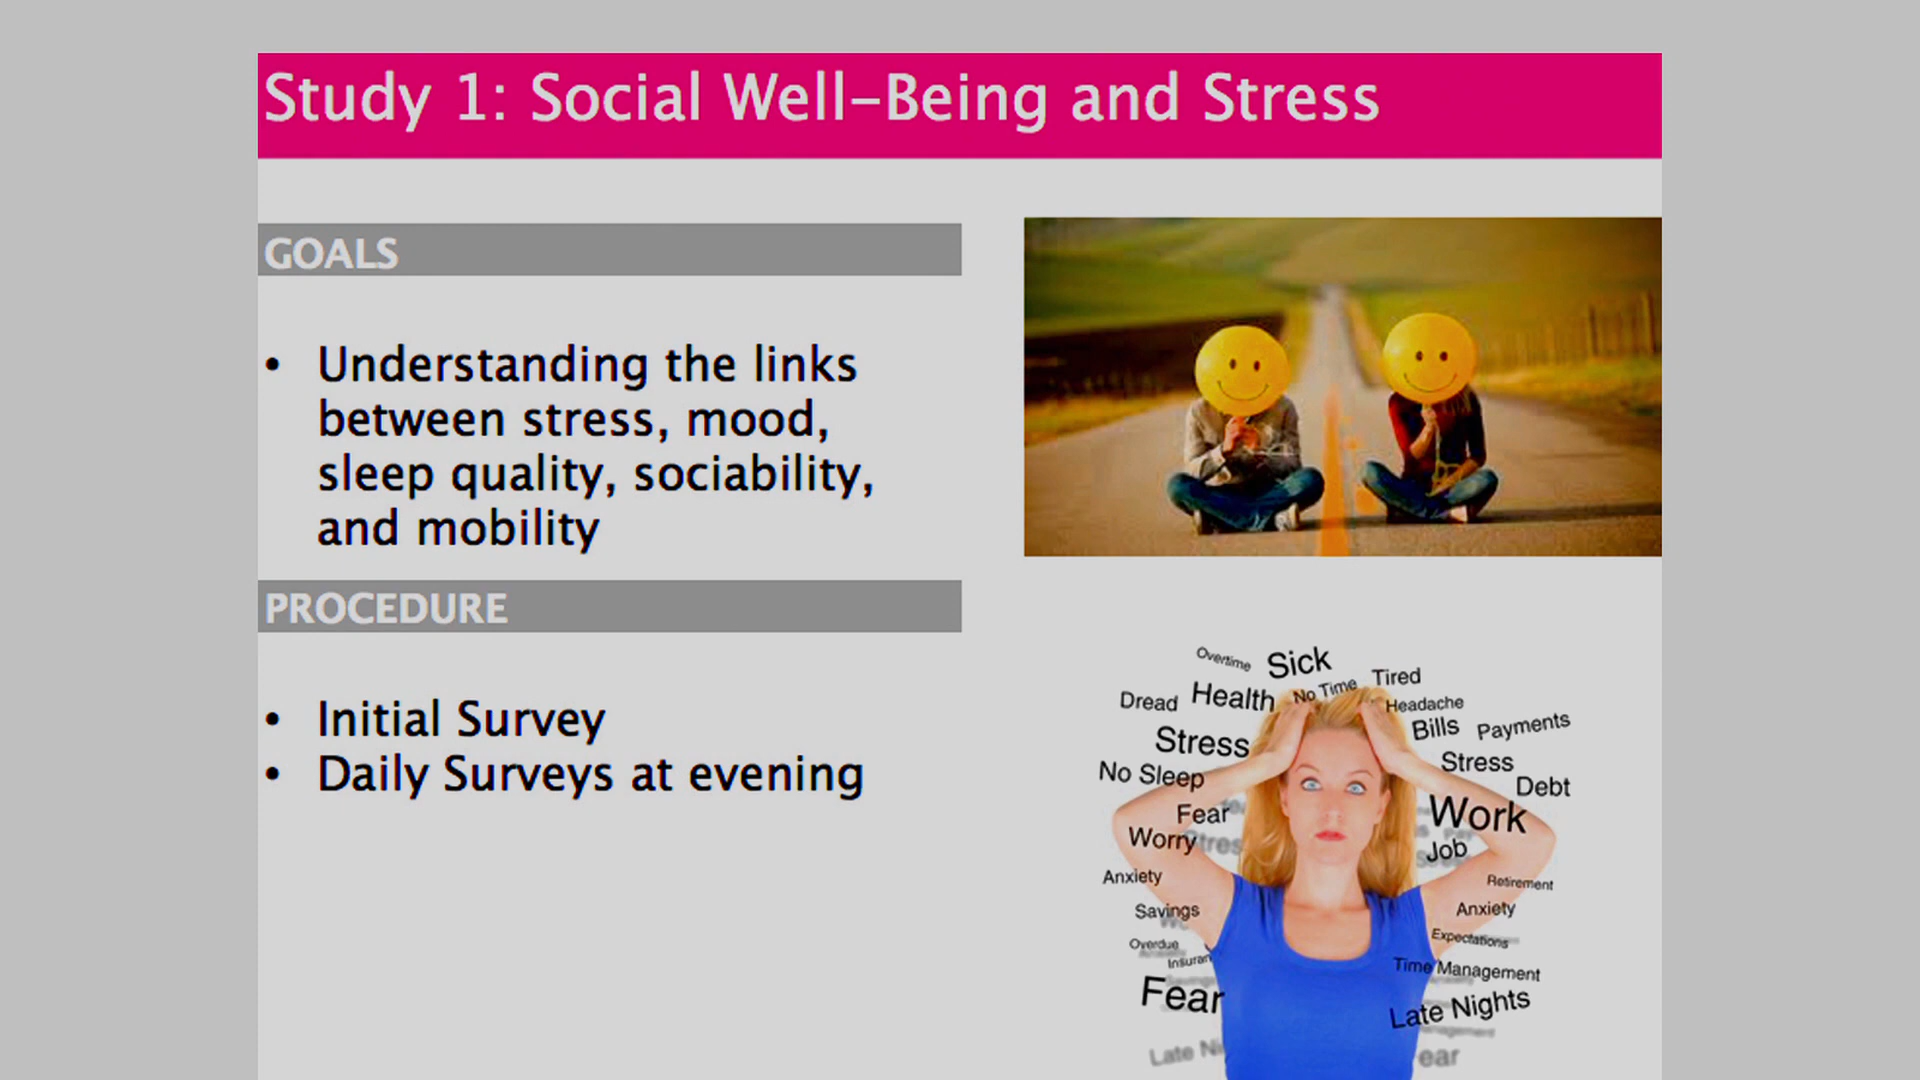 Study 1: Social Well-Being and Stress
GOALS
• Understanding the links
between stress, mood,
sleep quality, sociability,
and mobility
PROCEDURE
• Initial Survey
• Daily Surveys at evening
Overtime
Sick
Tired
Dread
Health
No Time
Headache
Bills
Payments
Stress
Stress
No Sleep
Debt
Fear
Work
Worry
Job
Anxiety
Retirement
Savings
Anxiety
Overdue
Expectations
Time Management
Fear
Late Nights